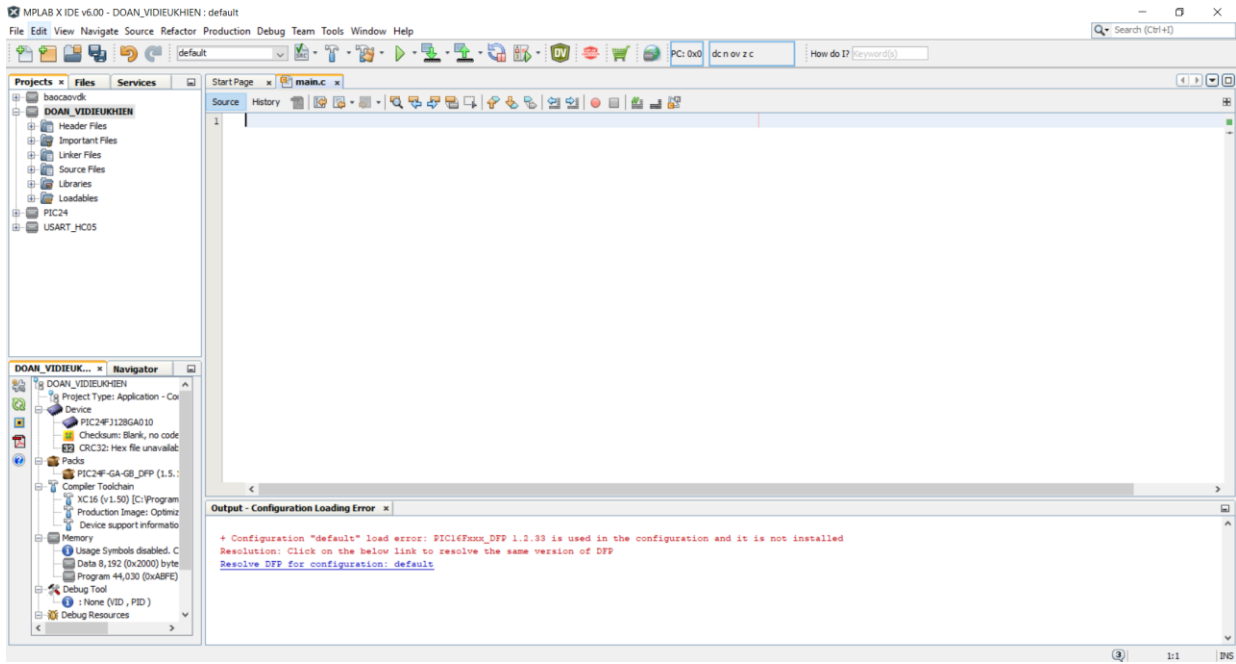 MPLAB X IDE v6.00 - DOAN_VIDIEUKHIEN : default
File Edit View Navigate Source Refactor Production Debug Team Tools Window Help
Search (Ctrl+I)
default
PC: 0x0
dc n ov z c
How do I?
Keyword(s)
Projects
Files
Services
baocaovdk
DOAN_VIDIEUKHIEN
Header Files
Important Files
Linker Files
Source Files
Libraries
Loadables
PIC24
USART_HC05
Start Page
main.c
Source
History
1
DOAN_VIDIEUK...
Navigator
DOAN_VIDIEUKHIEN
Project Type: Application - Co
Device
PIC24FJ128GA010
Checksum: Blank, no code
CRC32: Hex file unavailab
Packs
PIC24F-GA-GB_DFP (1.5.
Compiler Toolchain
XC16 (v1.50) [C:\Program
Production Image: Optimiz
Device support informatio
Memory
Usage Symbols disabled. C
Data 8,192 (0x2000) byte
Program 44,030 (0xABFE)
Debug Tool
: None (VID , PID )
Debug Resources
Output - Configuration Loading Error
+ Configuration "default" load error: PIC16Fxxx_DFP 1.2.33 is used in the configuration and it is not installed
Resolution: Click on the below link to resolve the same version of DFP
Resolve DFP for configuration: default
3
1:1
INS